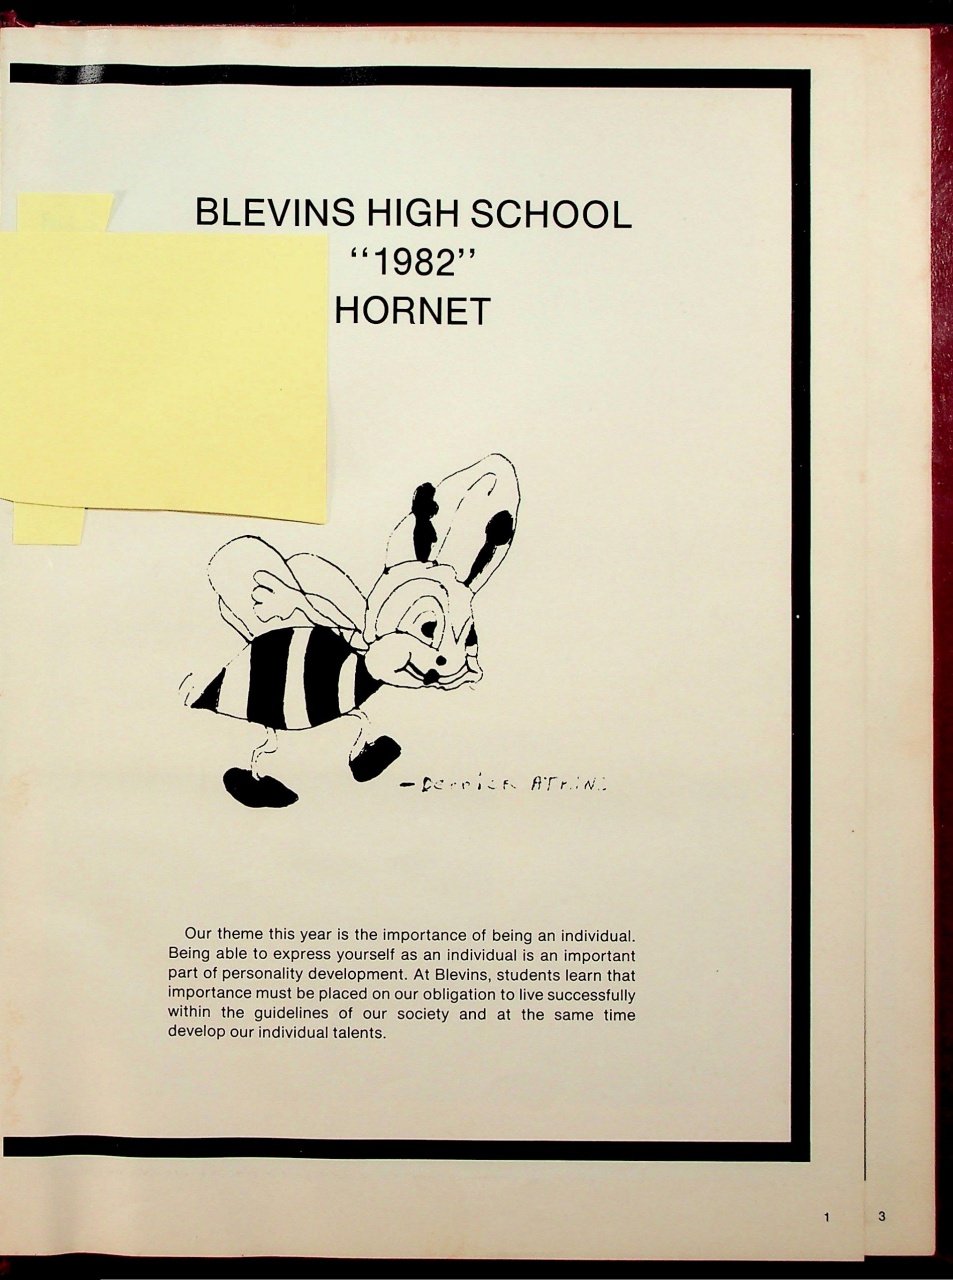 BLEVINS HIGH SCHOOL
“1982”
HORNET
-Derrick ATKINS
Our theme this year is the importance of being an individual.
Being able to express yourself as an individual is an important
part of personality development. At Blevins, students learn that
importance must be placed on our obligation to live successfully
within the guidelines of our society and at the same time
develop our individual talents.
1
3